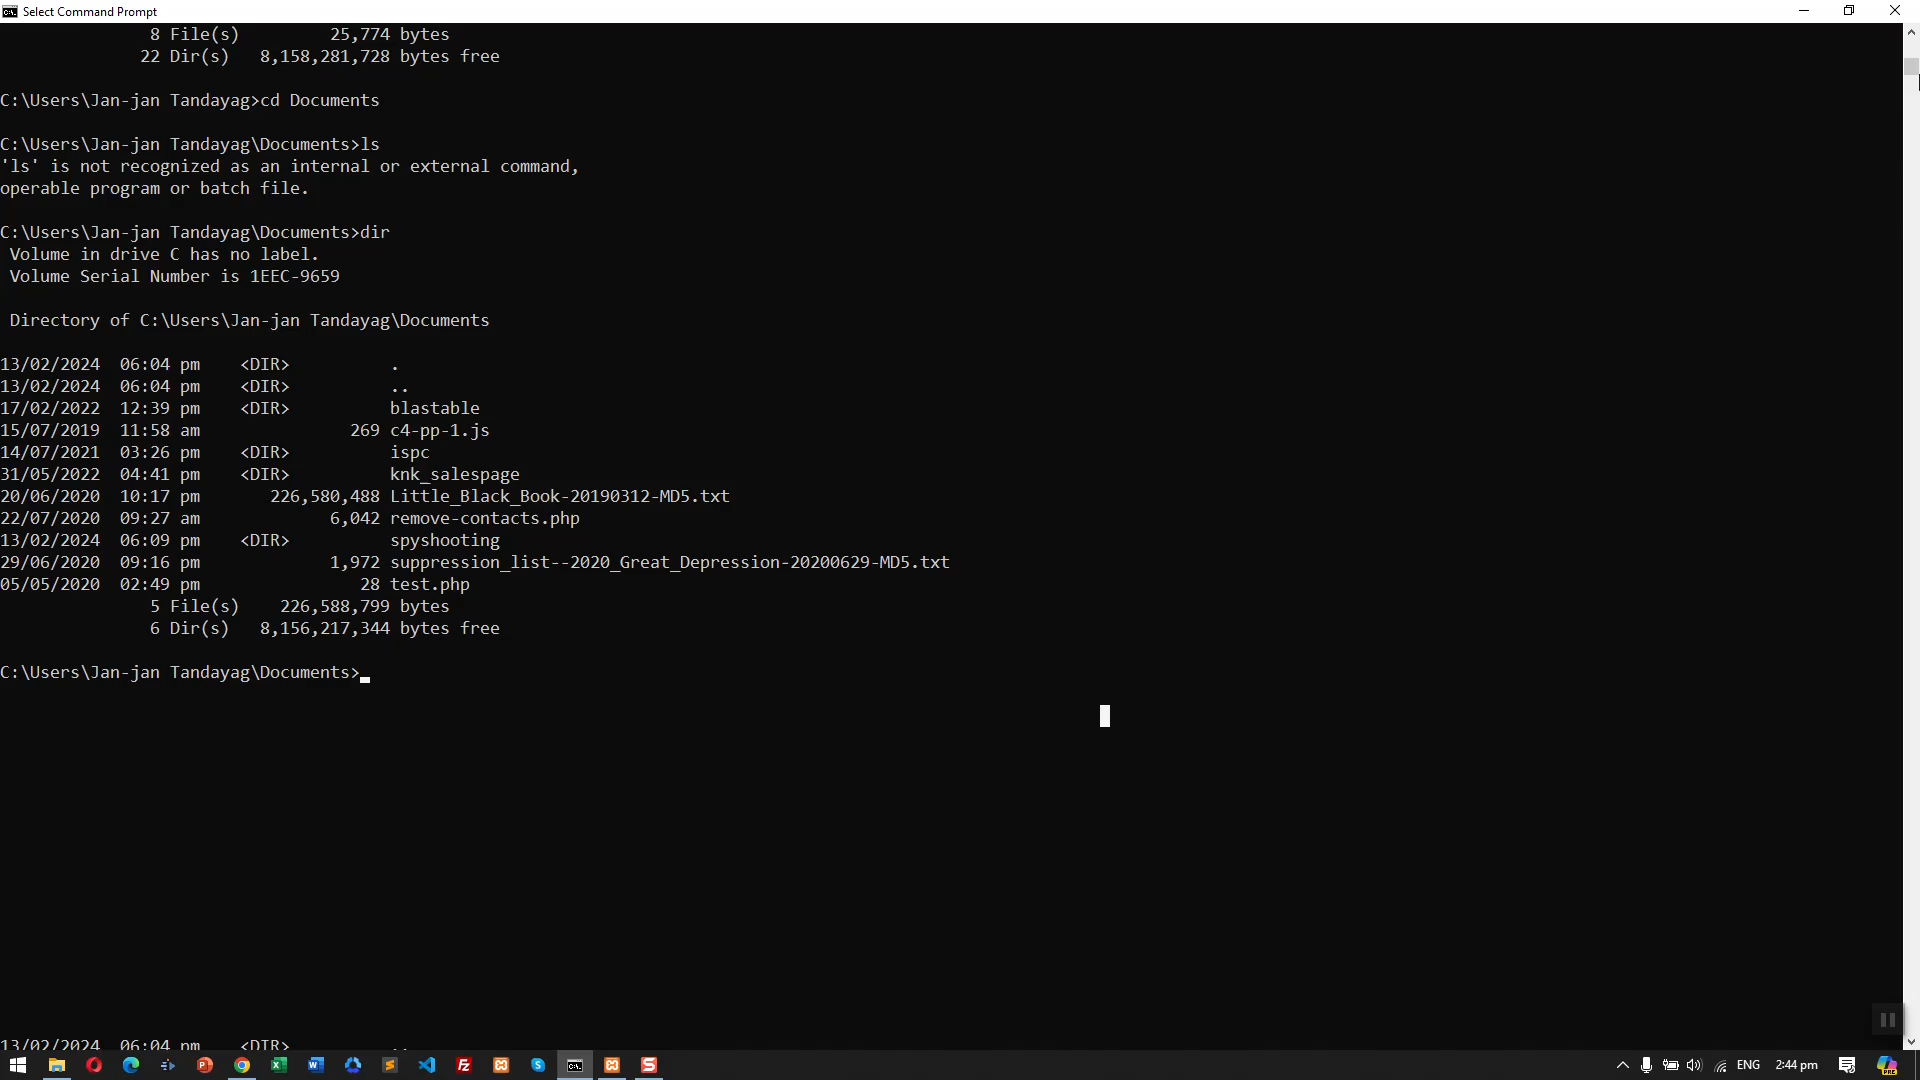 Select Command Prompt
8 File(s) 25,774 bytes
22 Dir(s) 8,158,281,728 bytes free
C:\Users\Jan-jan Tandayag>cd Documents
C:\Users\Jan-jan Tandayag\Documents>ls
'ls' is not recognized as an internal or external command,
operable program or batch file.
C:\Users\Jan-jan Tandayag\Documents>dir
Volume in drive C has no label.
Volume Serial Number is 1EEC-9659
Directory of C:\Users\Jan-jan Tandayag\Documents
13/02/2024 06:04 pm <DIR> .
13/02/2024 06:04 pm <DIR> ..
17/02/2022 12:39 pm <DIR> blastable
15/07/2019 11:58 am 269 c4-pp-1.js
14/07/2021 03:26 pm <DIR> ispc
31/05/2022 04:41 pm <DIR> knk_salespage
20/06/2020 10:17 pm 226,580,488 Little_Black_Book-20190312-MD5.txt
22/07/2020 09:27 am 6,042 remove-contacts.php
13/02/2024 06:09 pm <DIR> spyshooting
29/06/2020 09:16 pm 1,972 suppression_list--2020_Great_Depression-20200629-MD5.txt
05/05/2020 02:49 pm 28 test.php
5 File(s) 226,588,799 bytes
6 Dir(s) 8,156,217,344 bytes free
C:\Users\Jan-jan Tandayag\Documents>
13/02/2024 06:04 pm <DIR> ..
ENG 2:44 pm